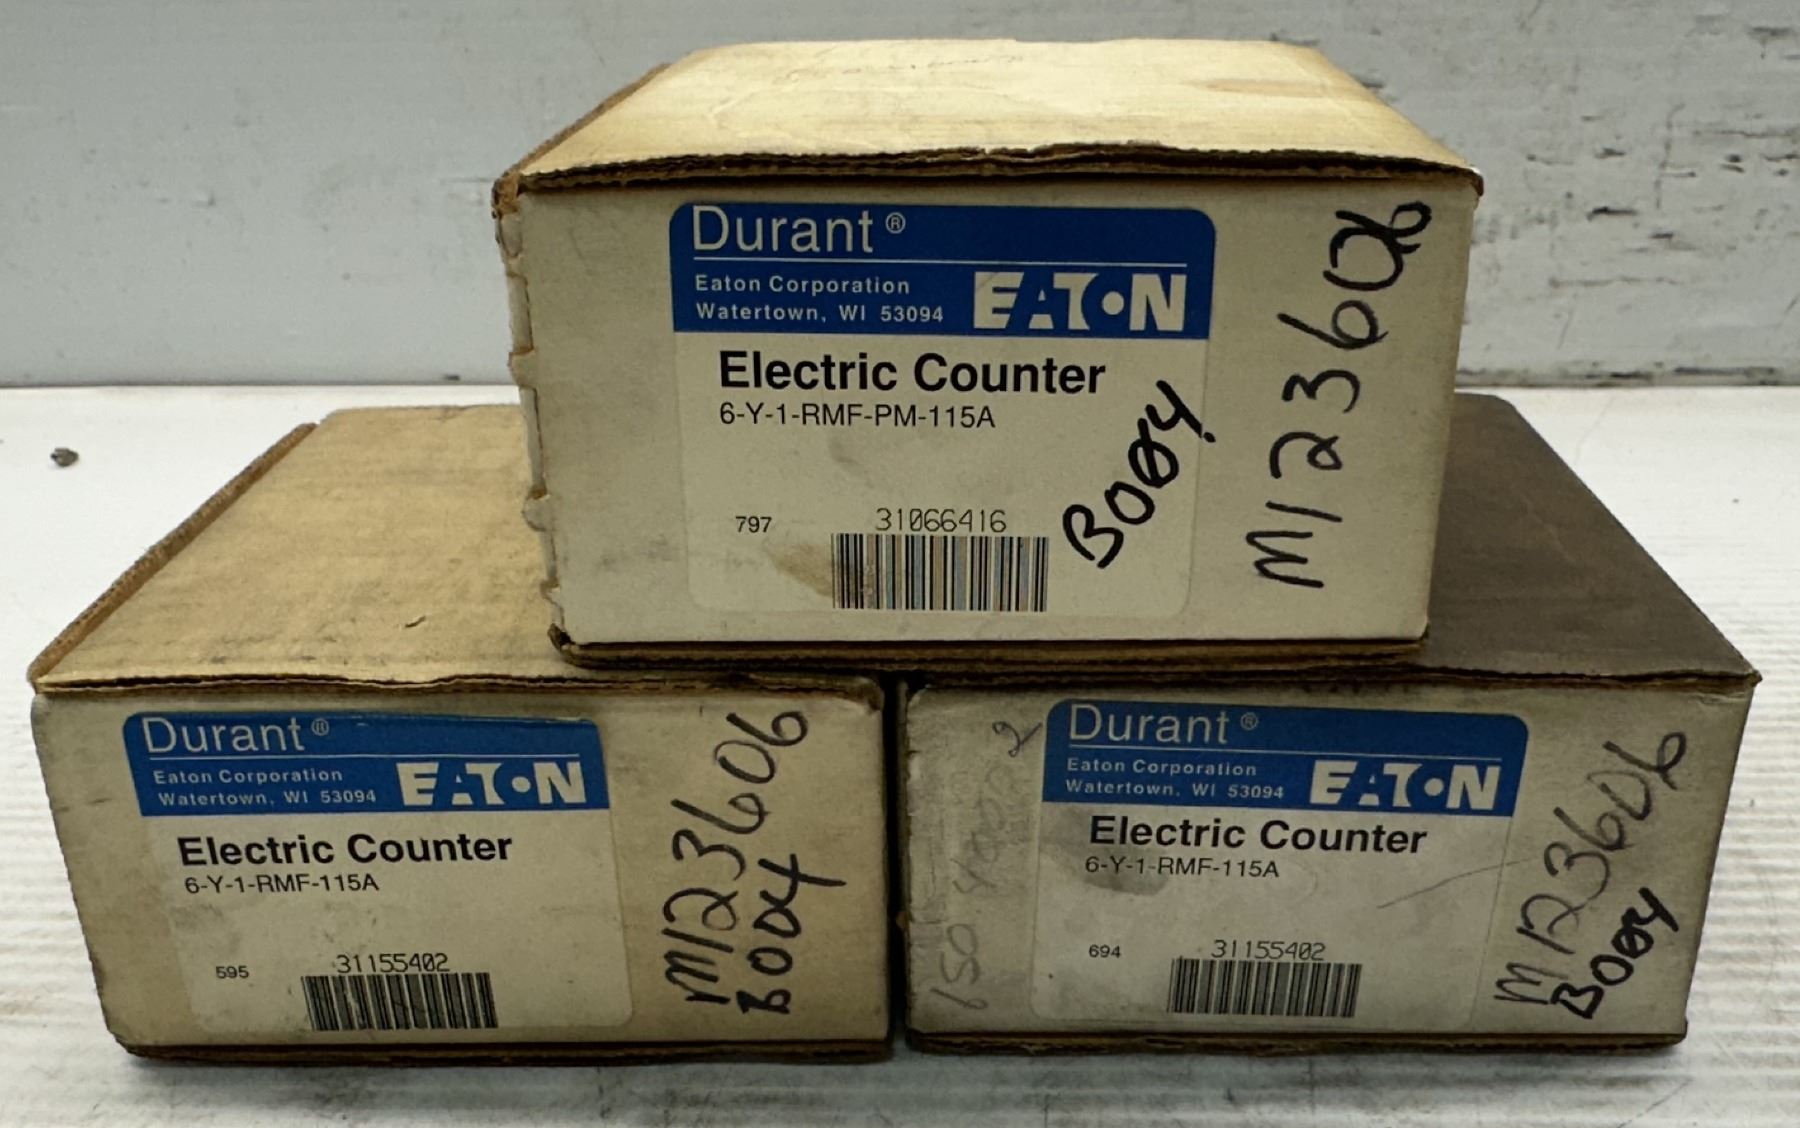 Durant®
Eaton Corporation
Watertown, WI 53094
EATON
Electric Counter
6-Y-1-RMF-PM-115A
797
31066416
B004
M123606
Durant®
Eaton Corporation
Watertown, WI 53094
EATON
Electric Counter
6-Y-1-RMF-115A
595
31155402
M123606
B004
Durant®
Eaton Corporation
Watertown, WI 53094
EATON
Electric Counter
6-Y-1-RMF-115A
694
31155402
M123606
B004